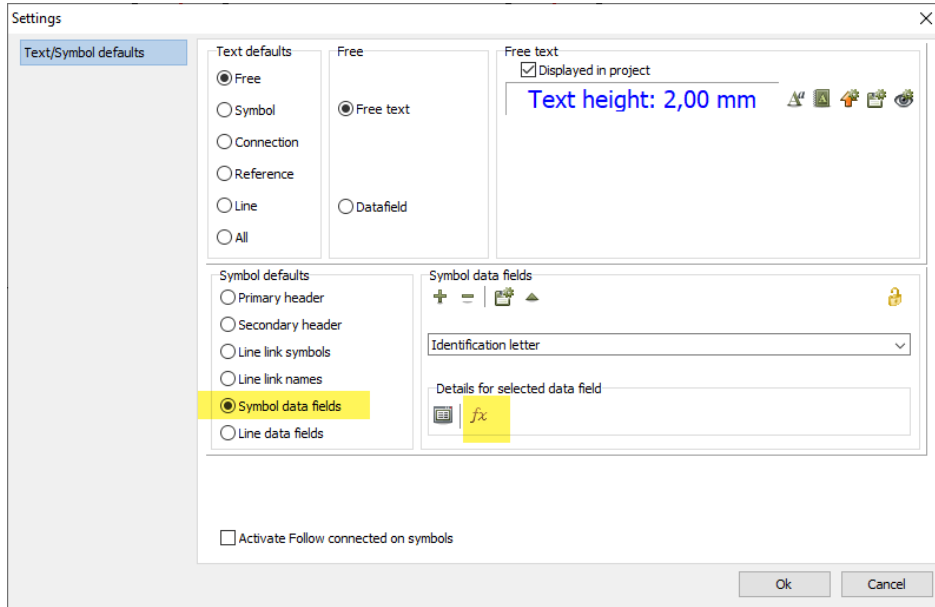 Settings
Text/Symbol defaults
Text defaults
Free
Symbol
Connection
Reference
Line
All
Free
Free text
Datafield
Free text
Displayed in project
Text height: 2,00 mm
Symbol defaults
Primary header
Secondary header
Line link symbols
Line link names
Symbol data fields
Line data fields
Symbol data fields
Identification letter
Details for selected data field
fx
Activate Follow connected on symbols
Ok
Cancel